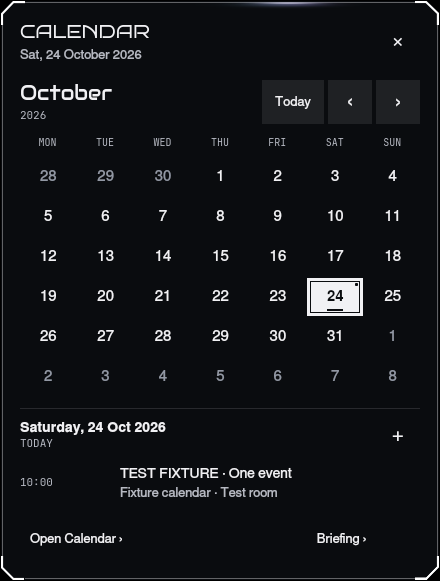 CALENDAR
Sat, 24 October 2026
×
October
2026
Today ‹ ›
MON TUE WED THU FRI SAT SUN
28 29 30 1 2 3 4
5 6 7 8 9 10 11
12 13 14 15 16 17 18
19 20 21 22 23 24 25
26 27 28 29 30 31 1
2 3 4 5 6 7 8
Saturday, 24 Oct 2026
TODAY
+
10:00
TEST FIXTURE · One event
Fixture calendar · Test room
Open Calendar › Briefing ›